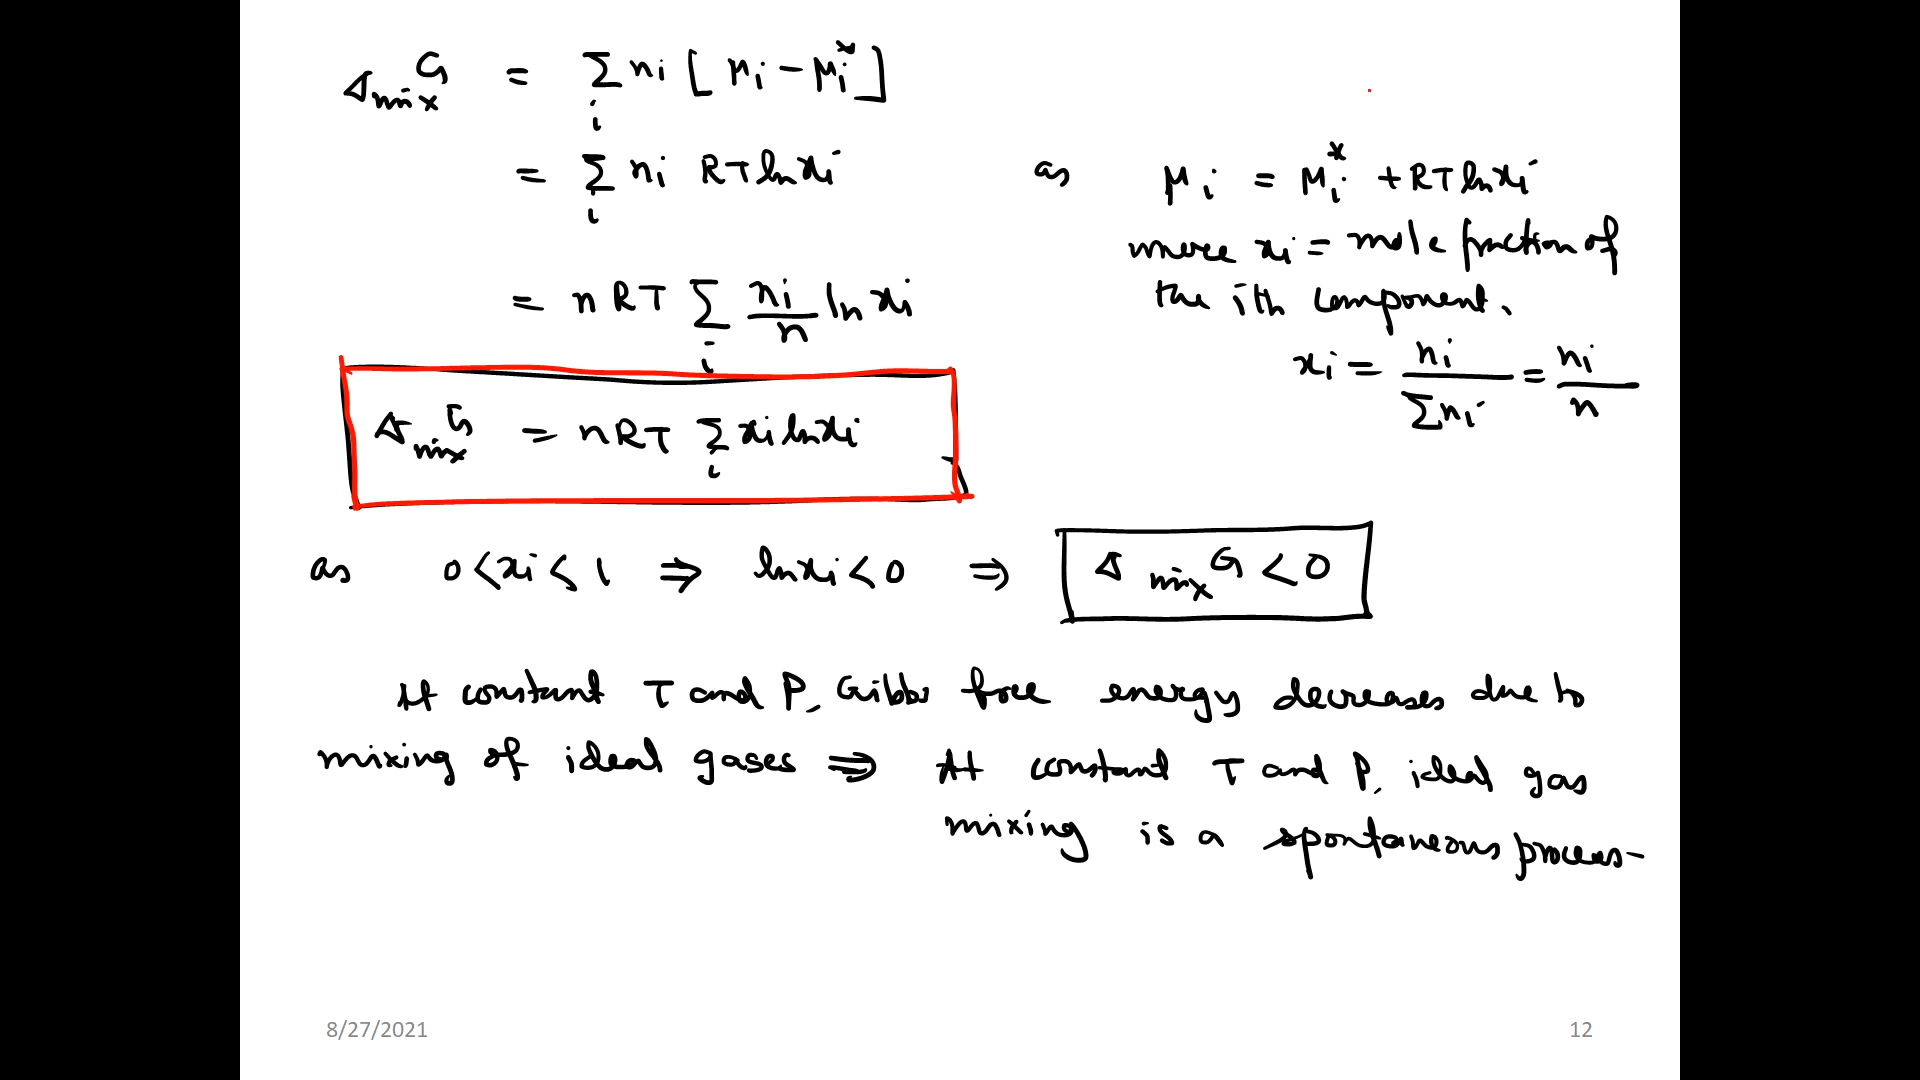 Δmix G = Σi ni [ μi − μi* ]
= Σi ni RT ln xi as μi = μi* + RT ln xi
where xi = mole fraction of
the ith component.
= nRT Σi ni/n ln xi
xi = ni/Σni = ni/n
Δmix G = nRT Σi xi ln xi
as 0 < xi < 1 ⇒ ln xi < 0 ⇒ Δmix G < 0
At constant T and P, Gibbs free energy decreases due to
mixing of ideal gases ⇒ At constant T and P, ideal gas
mixing is a spontaneous process-
8/27/2021 12